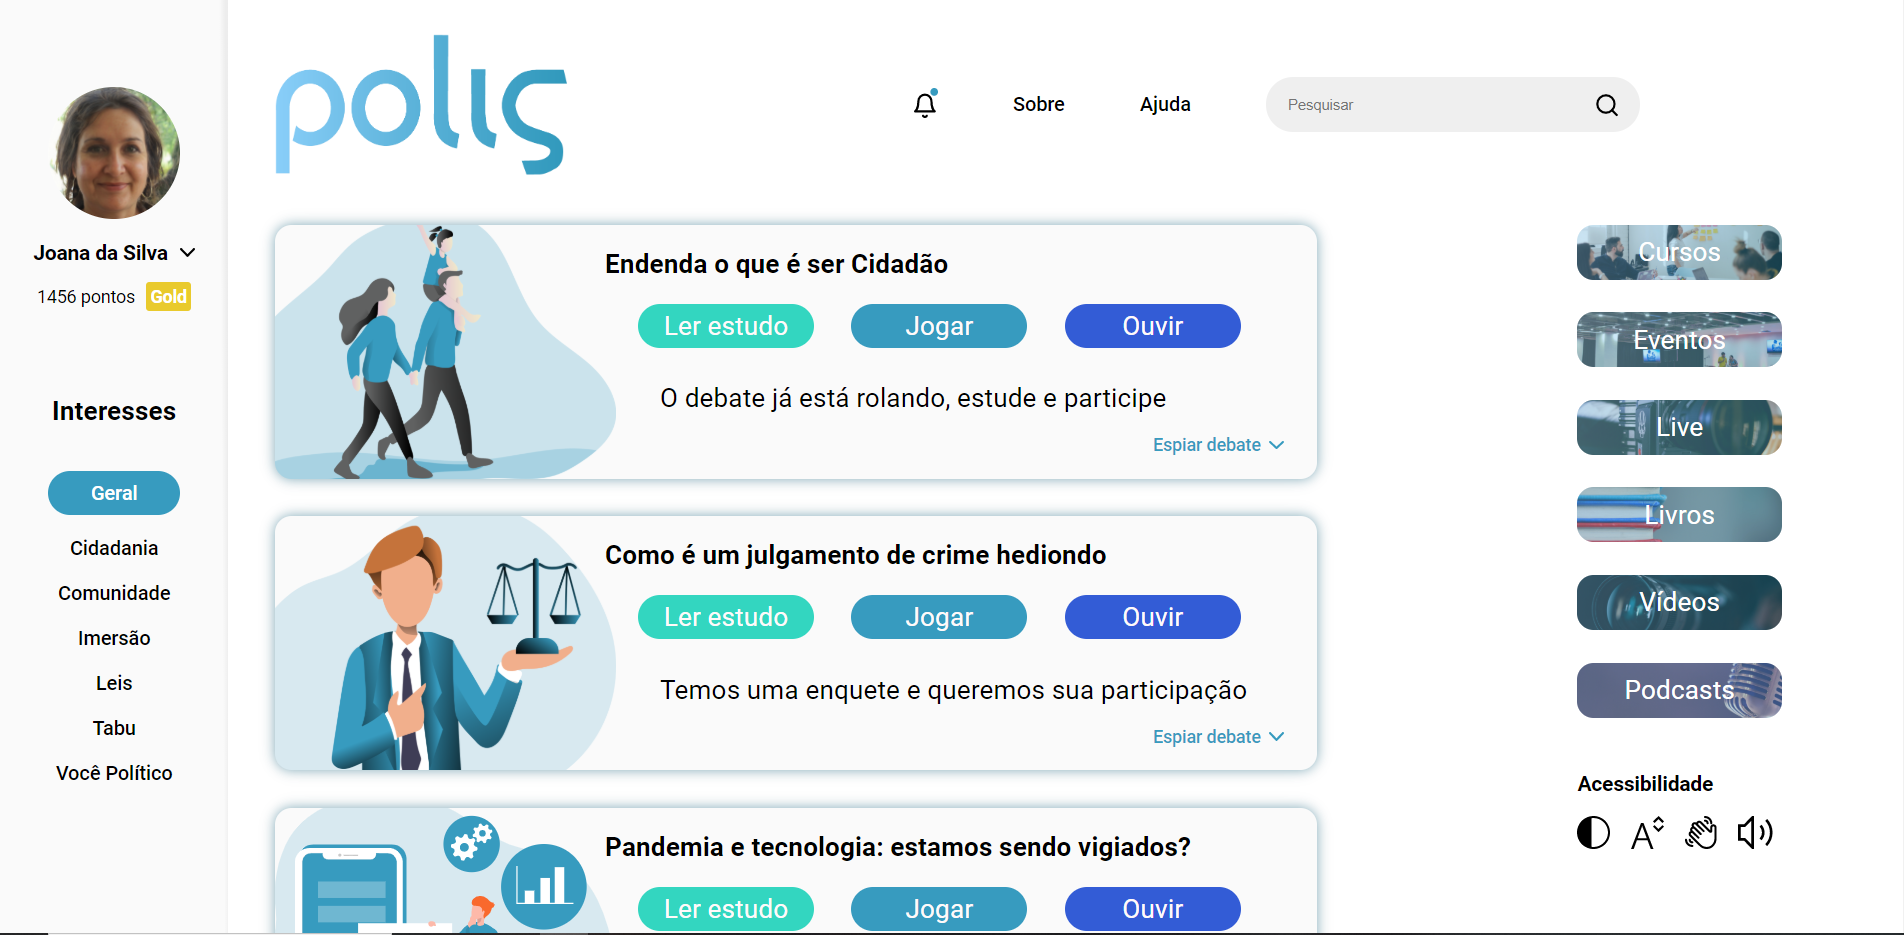 Joana da Silva
1456 pontos Gold
Interesses
Geral
Cidadania
Comunidade
Imersão
Leis
Tabu
Você Político
polis
Sobre
Ajuda
Pesquisar
Endenda o que é ser Cidadão
Ler estudo
Jogar
Ouvir
O debate já está rolando, estude e participe
Espiar debate
Como é um julgamento de crime hediondo
Ler estudo
Jogar
Ouvir
Temos uma enquete e queremos sua participação
Espiar debate
Pandemia e tecnologia: estamos sendo vigiados?
Ler estudo
Jogar
Ouvir
Cursos
Eventos
Live
Livros
Vídeos
Podcasts
Acessibilidade
A